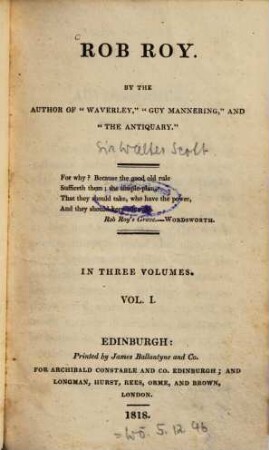 ROB ROY.
BY THE
AUTHOR OF “WAVERLEY,” “GUY MANNERING,” AND
“THE ANTIQUARY.”
Sir Walter Scott
For why? Because the good old rule
Sufficeth them; the simple plan,
That they should take, who have the power,
And they should
Rob Roy's Grave.—WORDSWORTH.
IN THREE VOLUMES.
VOL. I.
EDINBURGH:
Printed by James Ballantyne and Co.
FOR ARCHIBALD CONSTABLE AND CO. EDINBURGH; AND
LONGMAN, HURST, REES, ORME, AND BROWN,
LONDON.
1818.
5. 12. 46